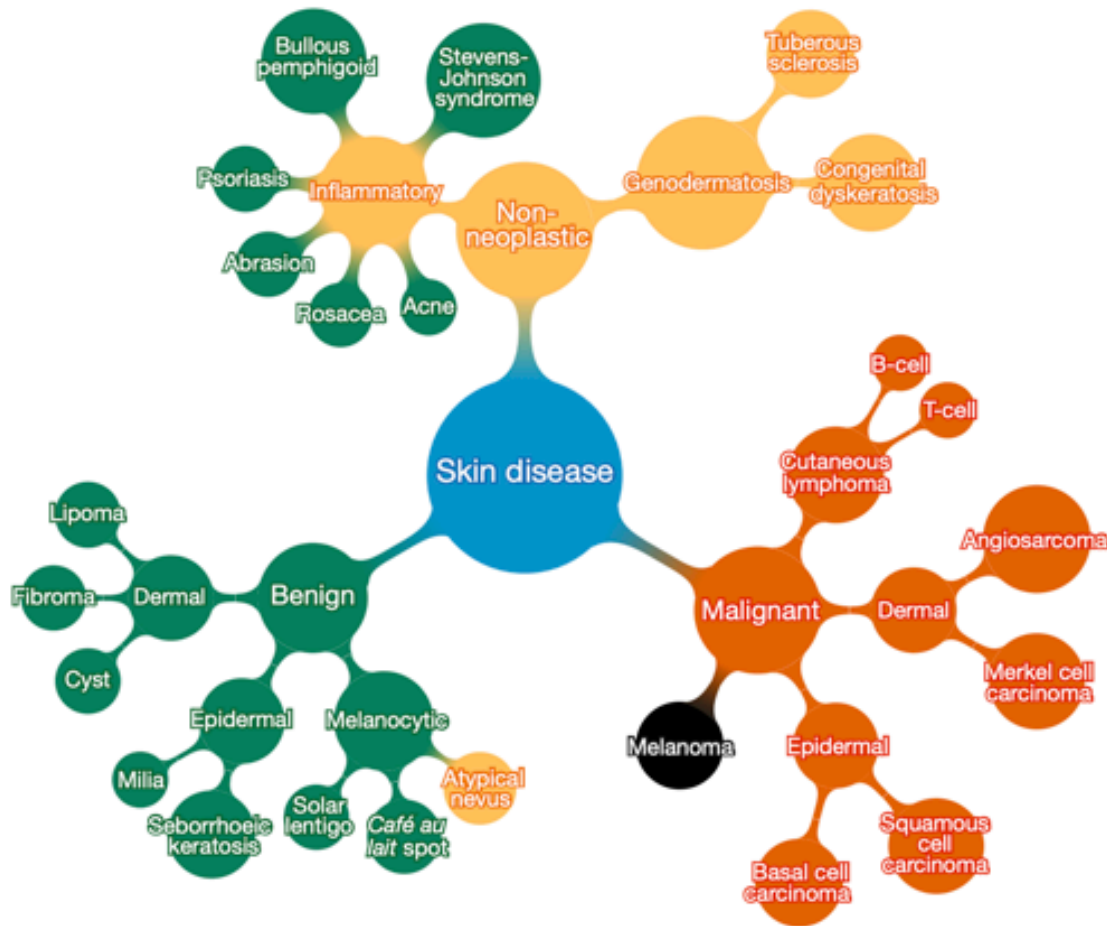 Bullous
pemphigoid
Stevens-
Johnson
syndrome
Tuberous
sclerosis
Psoriasis
Inflammatory
Non-
neoplastic
Genodermatosis
Congenital
dyskeratosis
Abrasion
Rosacea
Acne
B-cell
T-cell
Skin disease
Cutaneous
lymphoma
Lipoma
Angiosarcoma
Fibroma
Dermal
Benign
Malignant
Dermal
Cyst
Merkel cell
carcinoma
Epidermal
Melanocytic
Melanoma
Epidermal
Milia
Atypical
nevus
Seborrhoeic
keratosis
Solar
lentigo
Café au
lait spot
Squamous
cell
carcinoma
Basal cell
carcinoma